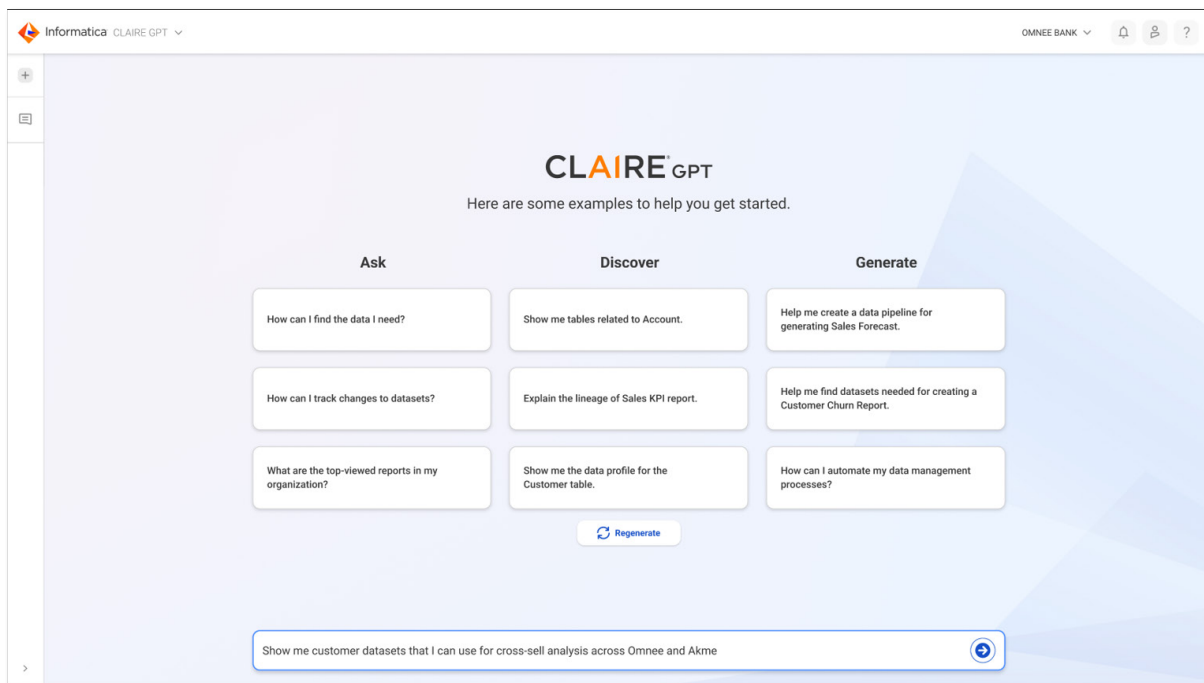 Informatica CLAIRE GPT
OMNEE BANK
?
CLAIRE GPT
Here are some examples to help you get started.
Ask
Discover
Generate
How can I find the data I need?
Show me tables related to Account.
Help me create a data pipeline for
generating Sales Forecast.
How can I track changes to datasets?
Explain the lineage of Sales KPI report.
Help me find datasets needed for creating a
Customer Churn Report.
What are the top-viewed reports in my
organization?
Show me the data profile for the
Customer table.
How can I automate my data management
processes?
Regenerate
Show me customer datasets that I can use for cross-sell analysis across Omnee and Akme